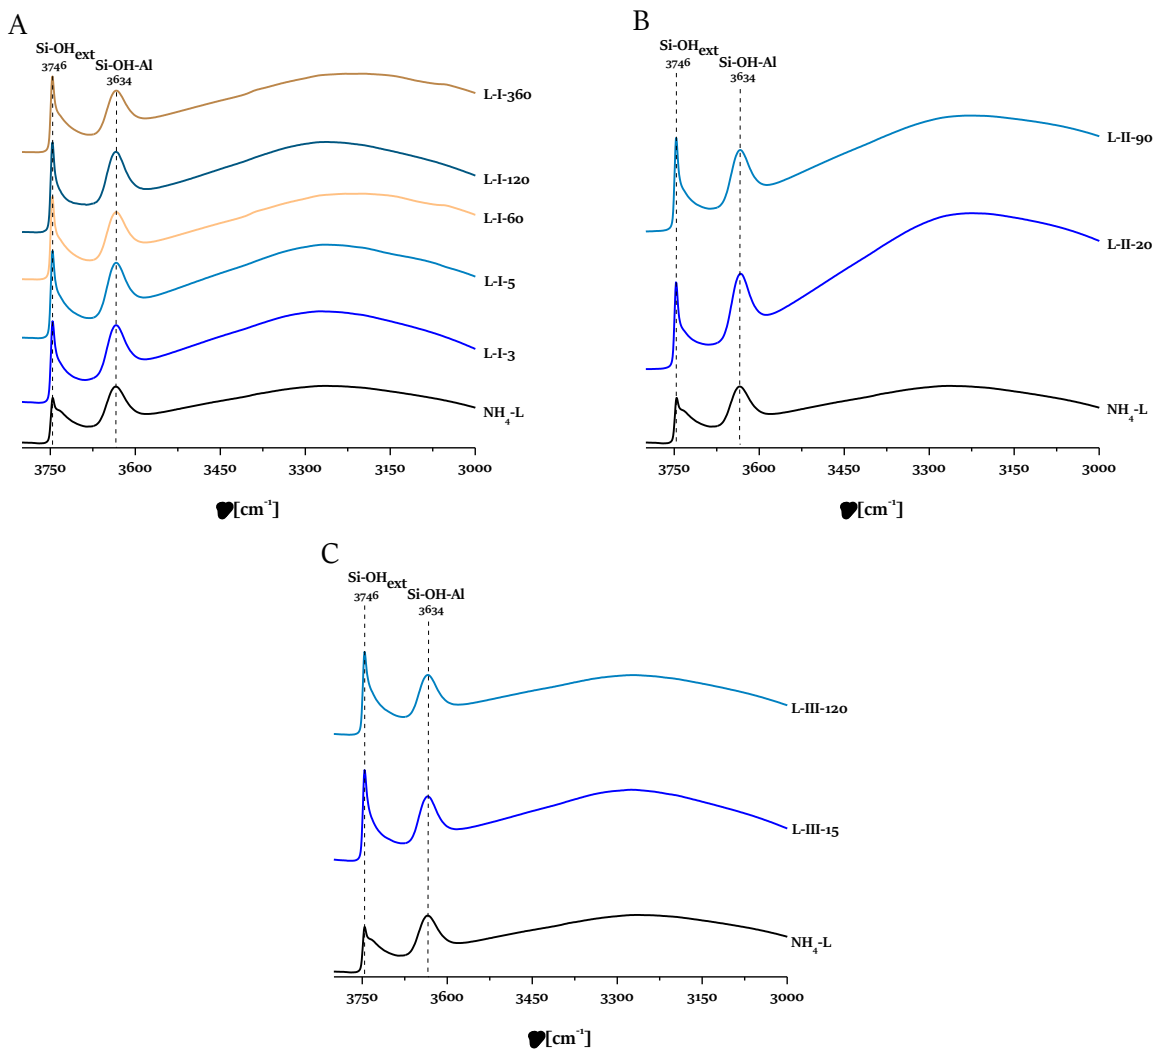 A
Si-OHext
3746
Si-OH-Al
3634
L-I-360
L-I-120
L-I-60
L-I-5
L-I-3
NH4-L
3750 3600 3450 3300 3150 3000
[cm-1]
B
Si-OHext
3746
Si-OH-Al
3634
L-II-90
L-II-20
NH4-L
3750 3600 3450 3300 3150 3000
[cm-1]
C
Si-OHext
3746
Si-OH-Al
3634
L-III-120
L-III-15
NH4-L
3750 3600 3450 3300 3150 3000
[cm-1]